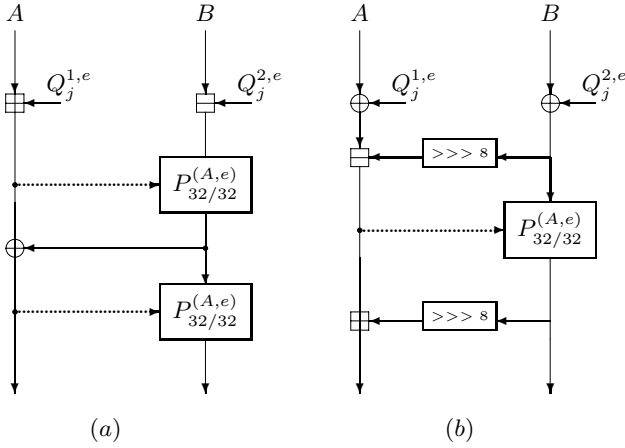 A B A B
Q_j^{1,e} Q_j^{2,e} Q_j^{1,e} Q_j^{2,e}
>>> 8
P_{32/32}^{(A,e)}
P_{32/32}^{(A,e)}
P_{32/32}^{(A,e)}
>>> 8
(a) (b)